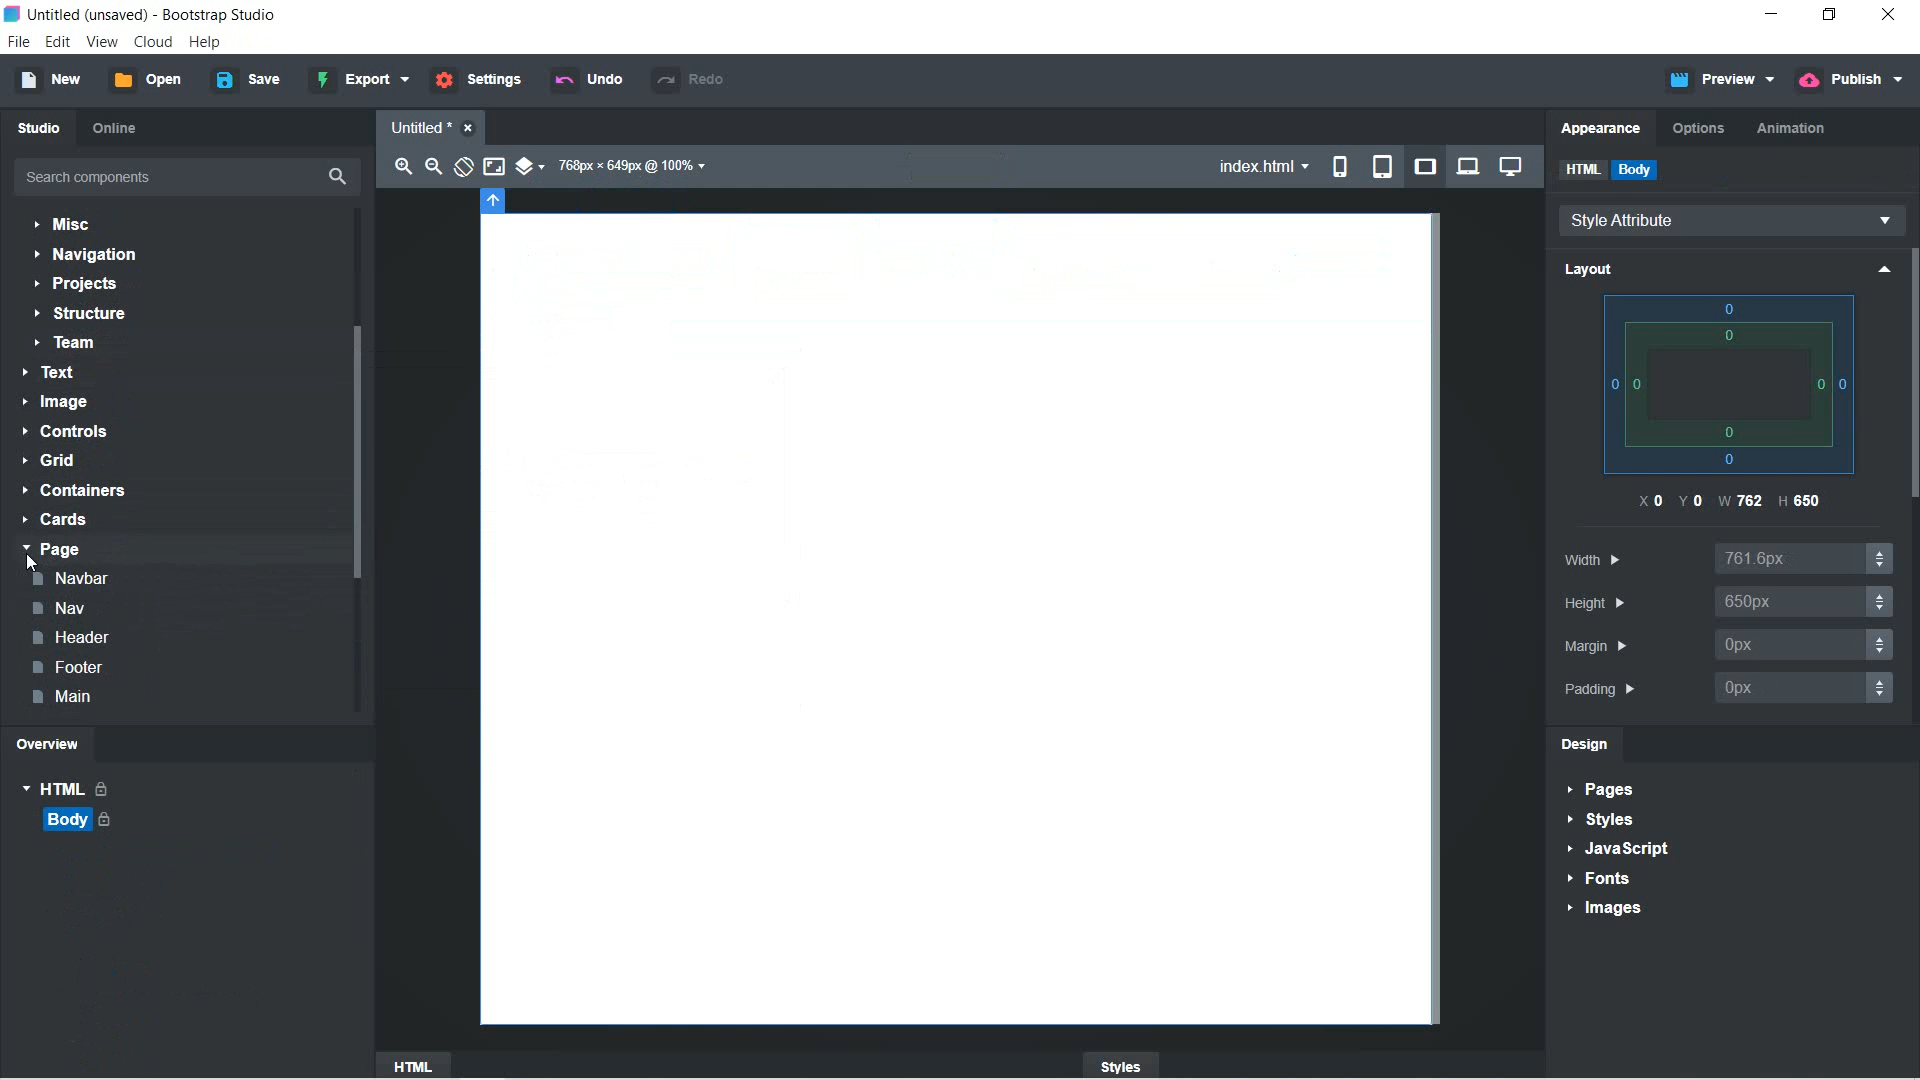 Untitled (unsaved) - Bootstrap Studio
File Edit View Cloud Help
New Open Save Export Settings Undo Redo Preview Publish
Studio Online
Untitled *
Appearance Options Animation
Search components
768px × 649px @ 100%
index.html
HTML Body
Style Attribute
Misc
Navigation
Projects
Structure
Team
Text
Image
Controls
Grid
Containers
Cards
Page
Navbar
Nav
Header
Footer
Main
Layout
0
0
0 0 0 0
0
0
X 0 Y 0 W 762 H 650
Width 761.6px
Height 650px
Margin 0px
Padding 0px
Overview
HTML
Body
Design
Pages
Styles
JavaScript
Fonts
Images
HTML
Styles